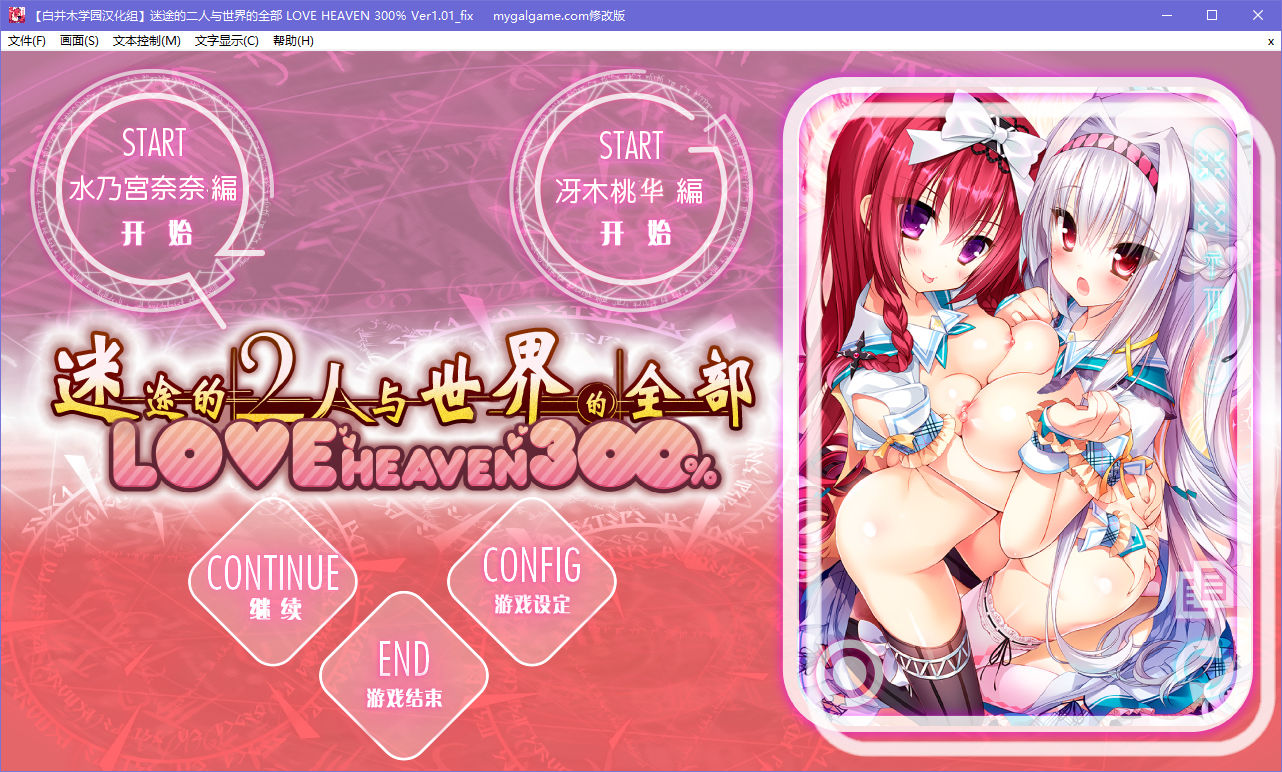 【白井木学园汉化组】迷途的二人与世界的全部 LOVE HEAVEN 300% Ver1.01_fix mygalgame.com修改版
文件(F) 画面(S) 文本控制(M) 文字显示(C) 帮助(H) x
START
水乃宮奈奈 編
开 始
START
冴木桃华 編
开 始
迷途的2人与世界的全部
LOVE HEAVEN 300%
CONTINUE
继 续
CONFIG
游戏设定
END
游戏结束